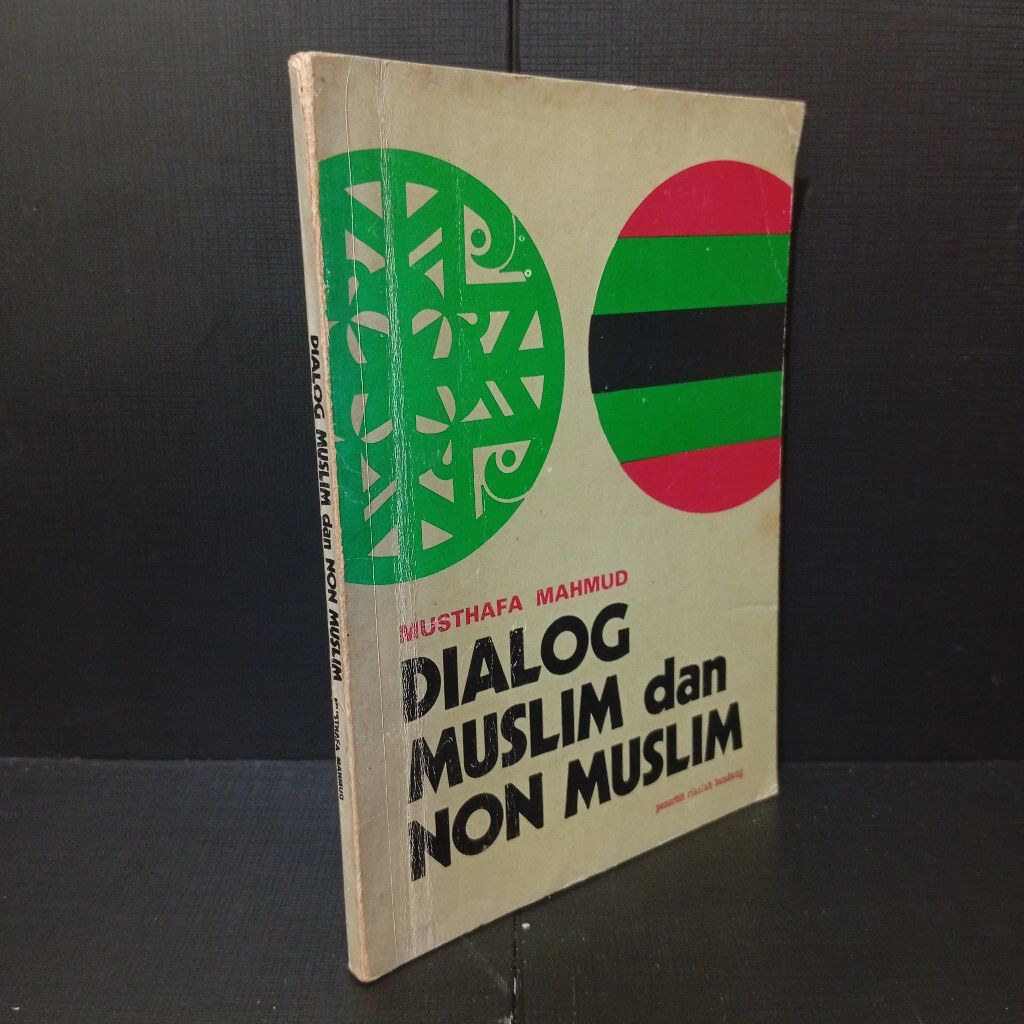 MUSTHAFA MAHMUD
DIALOG
MUSLIM dan
NON MUSLIM
penerbit risalah bandung
DIALOG MUSLIM dan NON MUSLIM MUSTHAFA MAHMUD